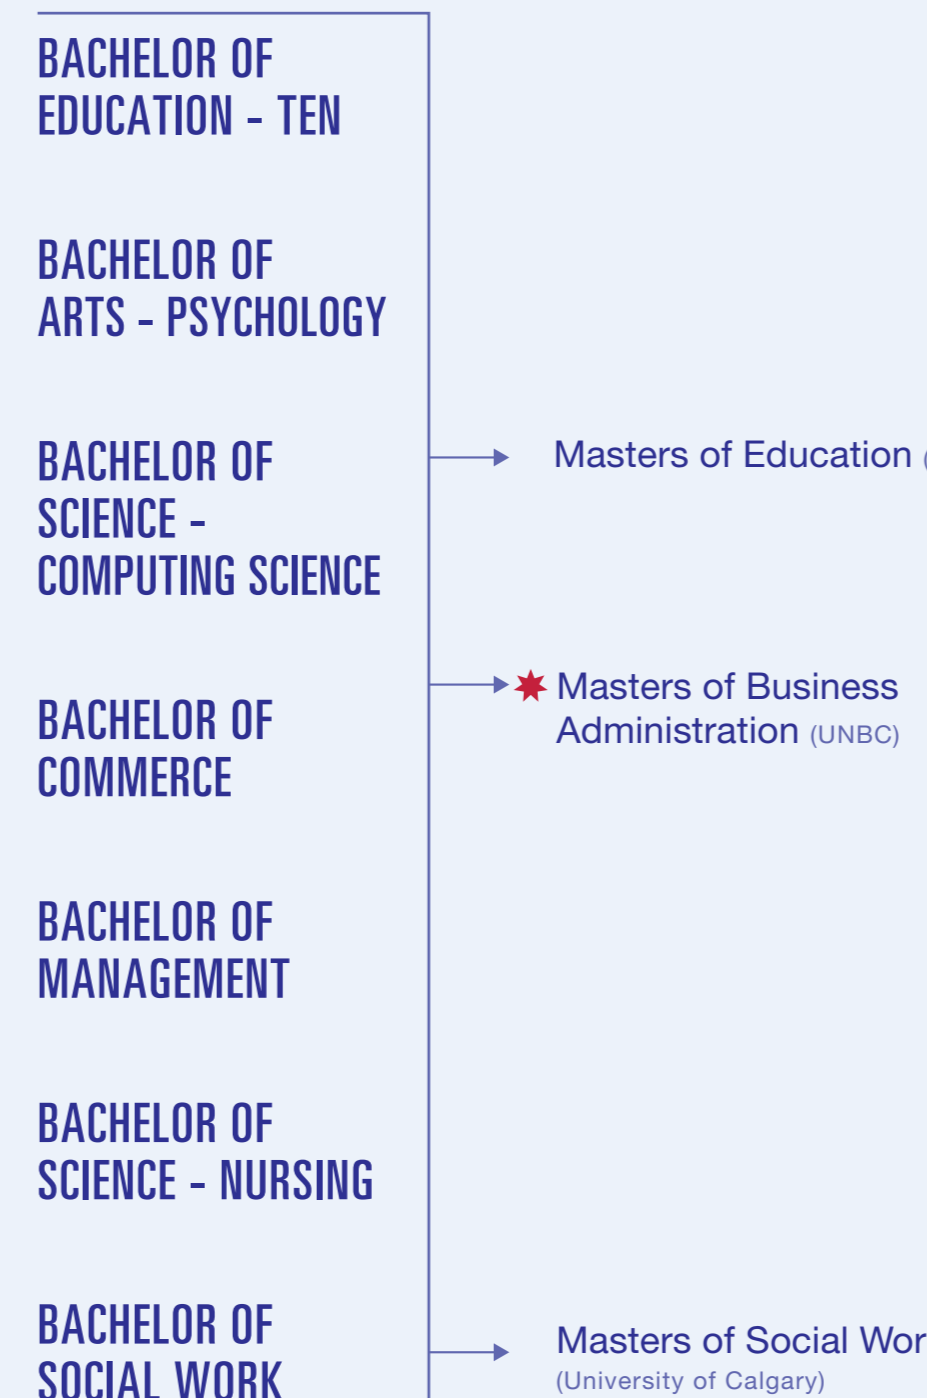 BACHELOR OF
EDUCATION - TEN
BACHELOR OF
ARTS - PSYCHOLOGY
BACHELOR OF
SCIENCE -
COMPUTING SCIENCE
BACHELOR OF
COMMERCE
BACHELOR OF
MANAGEMENT
BACHELOR OF
SCIENCE - NURSING
BACHELOR OF
SOCIAL WORK
Masters of Education (
Masters of Business
Administration (UNBC)
Masters of Social
(University of Calgary)